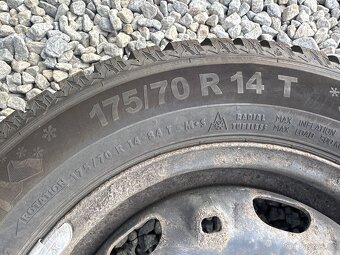 175/70 R 14 T
ROTATION 175/70 R 14 84 T M+S RADIAL TUBELESS MAX INFLATION MAX LOAD